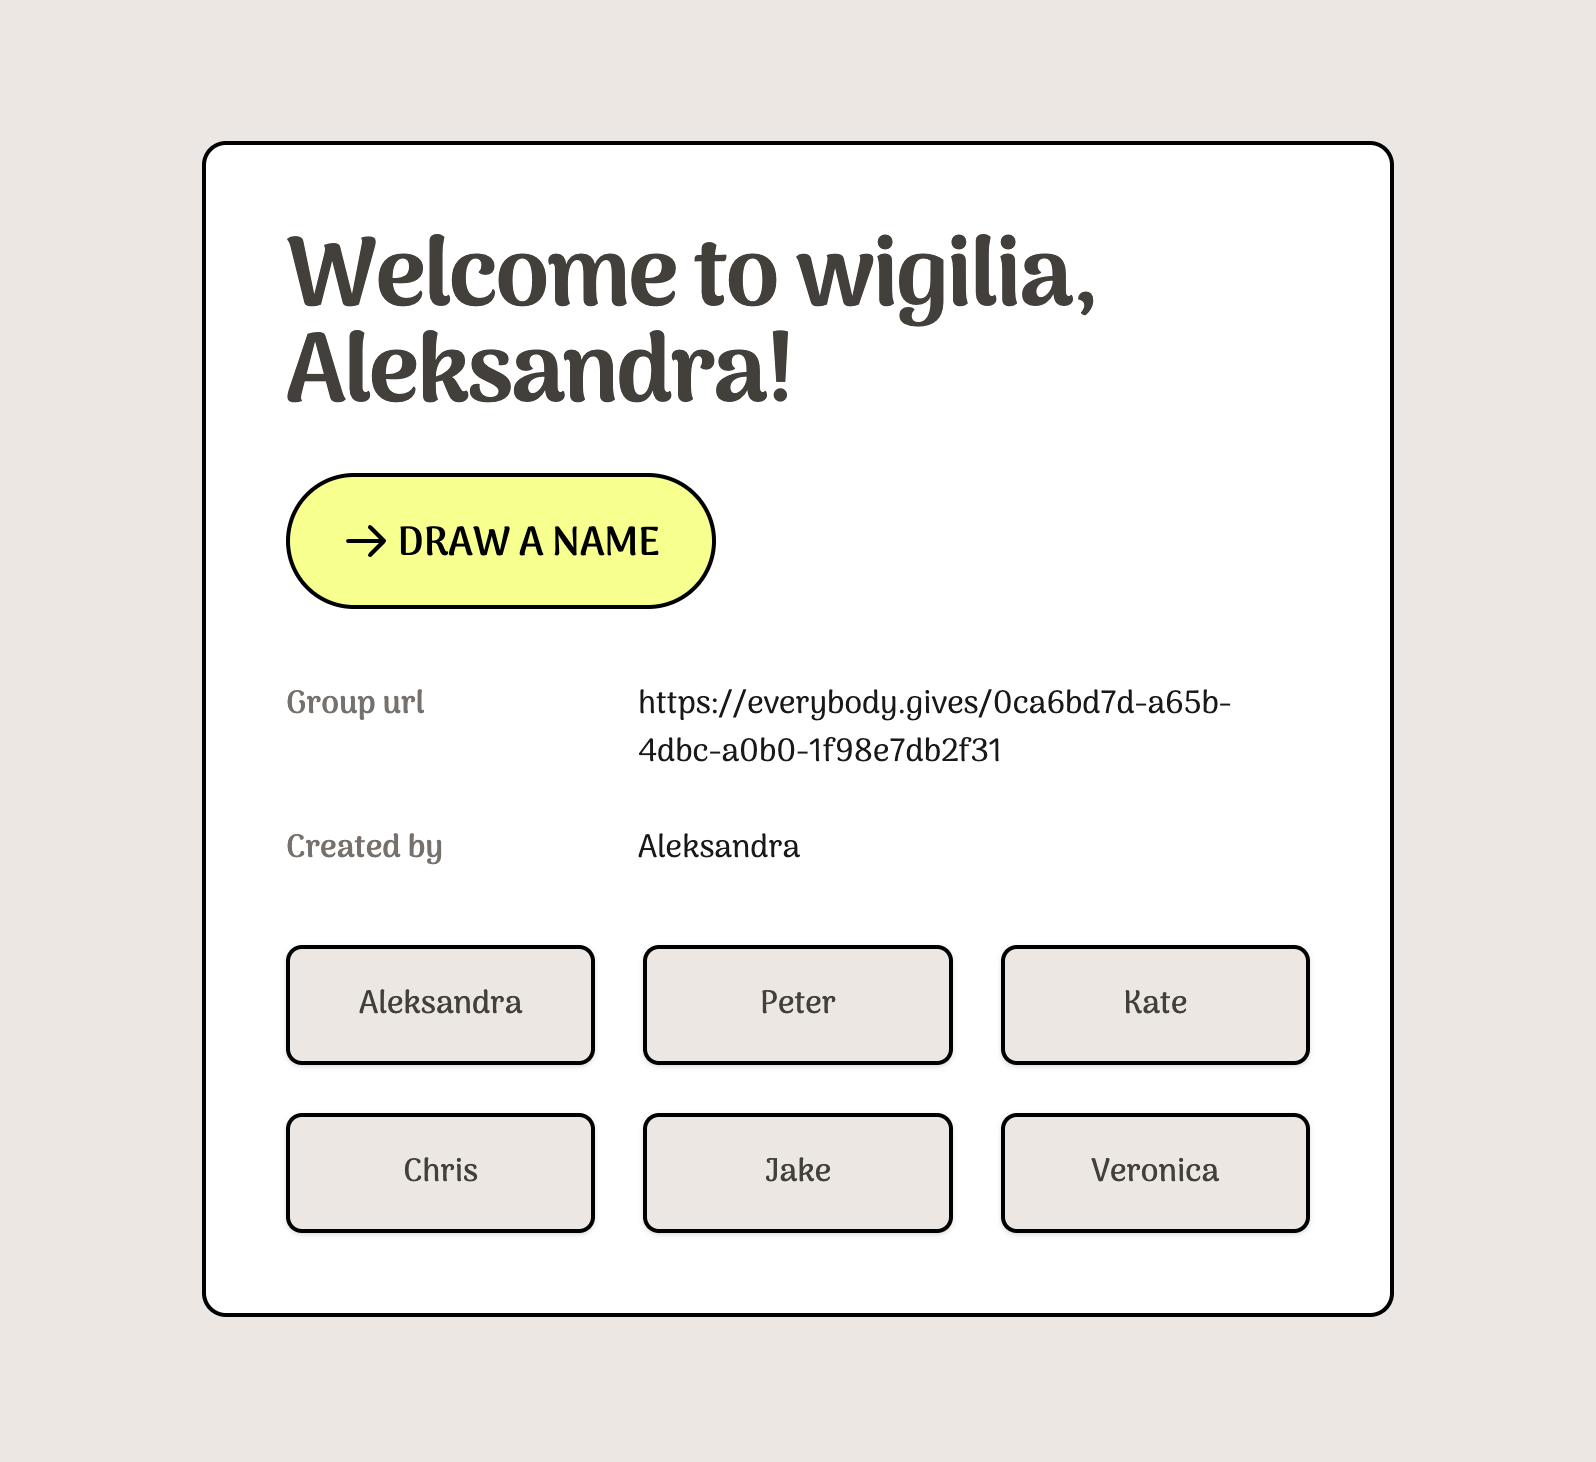 Welcome to wigilia,
Aleksandra!
→ DRAW A NAME
Group url
https://everybody.gives/0ca6bd7d-a65b-
4dbc-a0b0-1f98e7db2f31
Created by
Aleksandra
Aleksandra
Peter
Kate
Chris
Jake
Veronica